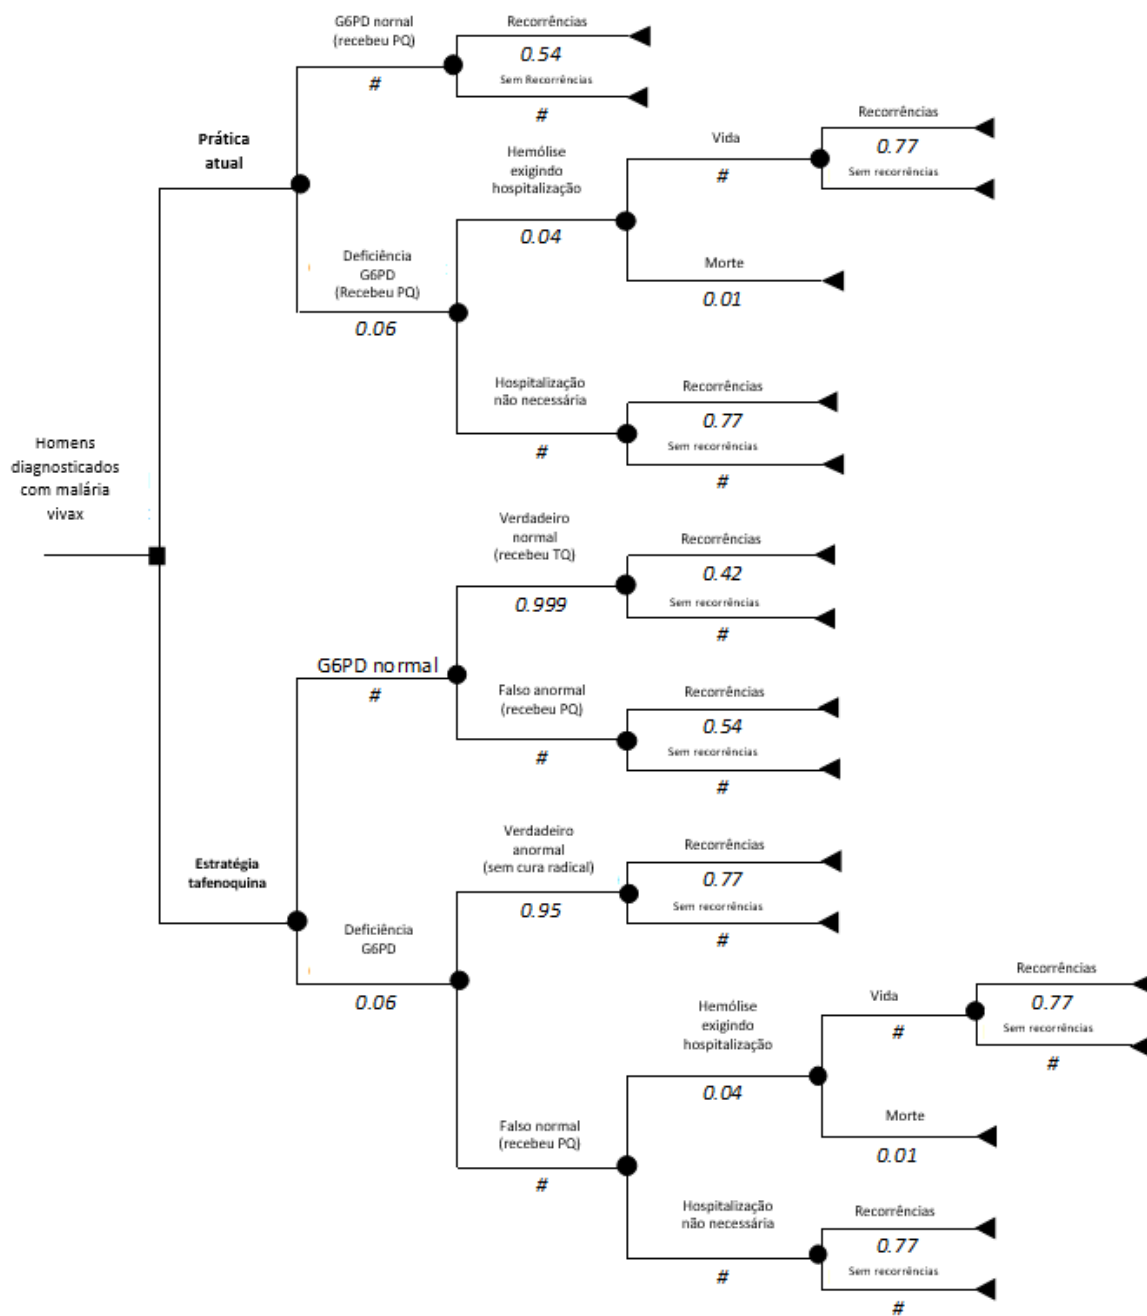 G6PD nornal
(recebeu PQ)
#
Recorrências
0.54
Sem Recorrências
#
Prática
atual
Deficiência
G6PD
(Recebeu PQ)
0.06
Hemólise
exigindo
hospitalização
0.04
Vida
#
Recorrências
0.77
Sem recorrências
Morte
0.01
Hospitalização
não necessária
#
Recorrências
0.77
Sem recorrências
#
Homens
diagnosticados
com malária
vivax
Verdadeiro
normal
(recebeu TQ)
0.999
Recorrências
0.42
Sem recorrências
#
G6PD normal
#
Falso anormal
(recebeu PQ)
#
Recorrências
0.54
Sem recorrências
#
Estratégia
tafenoquina
Verdadeiro
anormal
(sem cura radical)
0.95
Recorrências
0.77
Sem recorrências
#
Deficiência
G6PD
0.06
Hemólise
exigindo
hospitalização
0.04
Vida
#
Recorrências
0.77
Sem recorrências
#
Morte
0.01
Falso normal
(recebeu PQ)
#
Hospitalização
não necessária
#
Recorrências
0.77
Sem recorrências
#